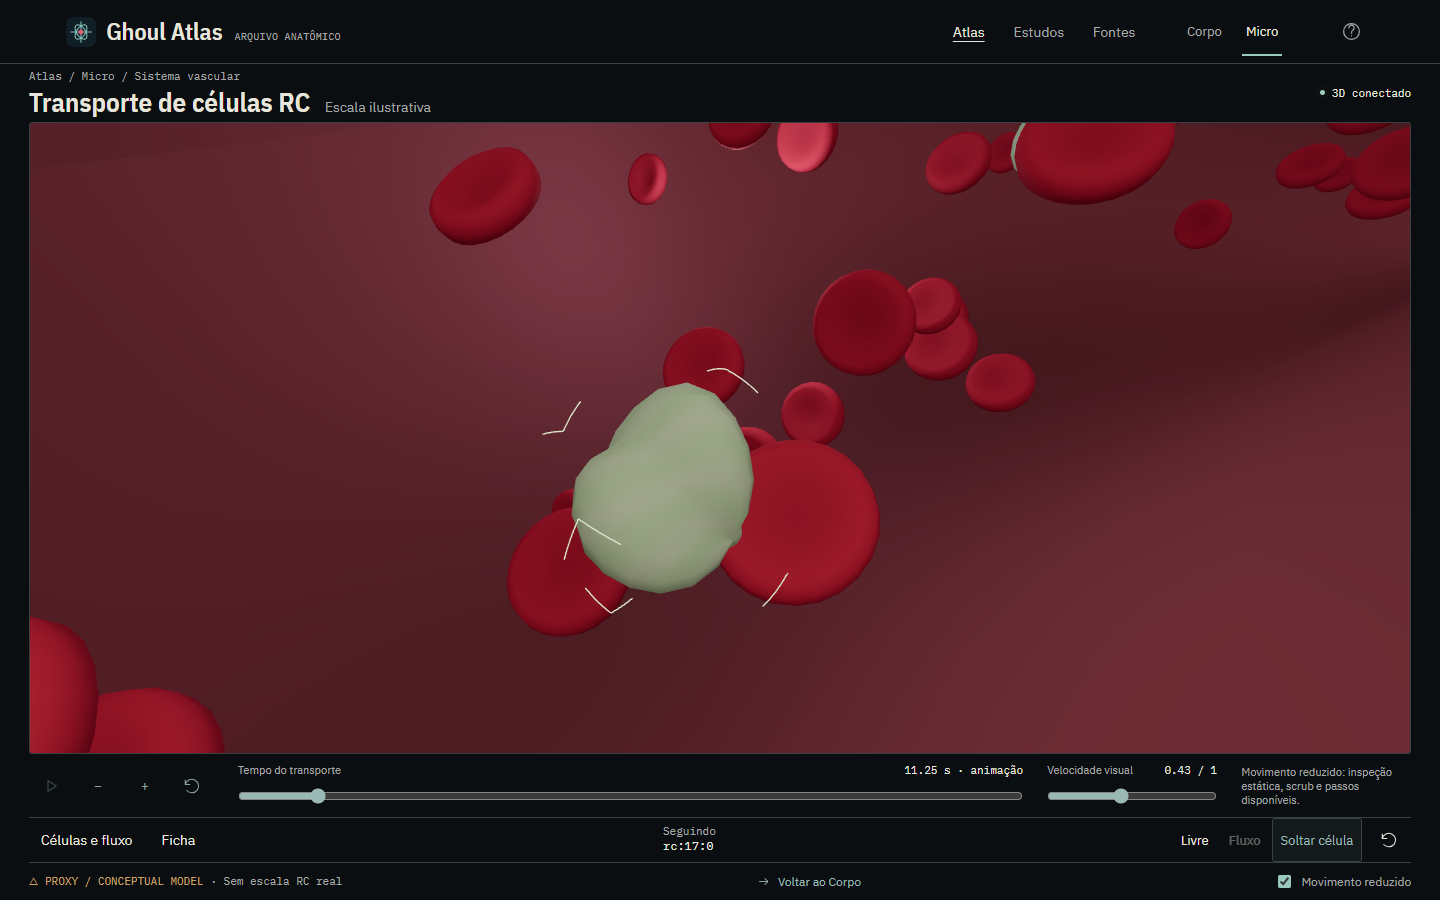 Ghoul Atlas ARQUIVO ANATÔMICO
Atlas Estudos Fontes Corpo Micro
Atlas / Micro / Sistema vascular
Transporte de células RC Escala ilustrativa
3D conectado
Tempo do transporte 11.25 s · animação
Velocidade visual 0.43 / 1
Movimento reduzido: inspeção
estática, scrub e passos
disponíveis.
Células e fluxo Ficha
Seguindo
rc:17:0
Livre Fluxo Soltar célula
PROXY / CONCEPTUAL MODEL · Sem escala RC real
→ Voltar ao Corpo
Movimento reduzido